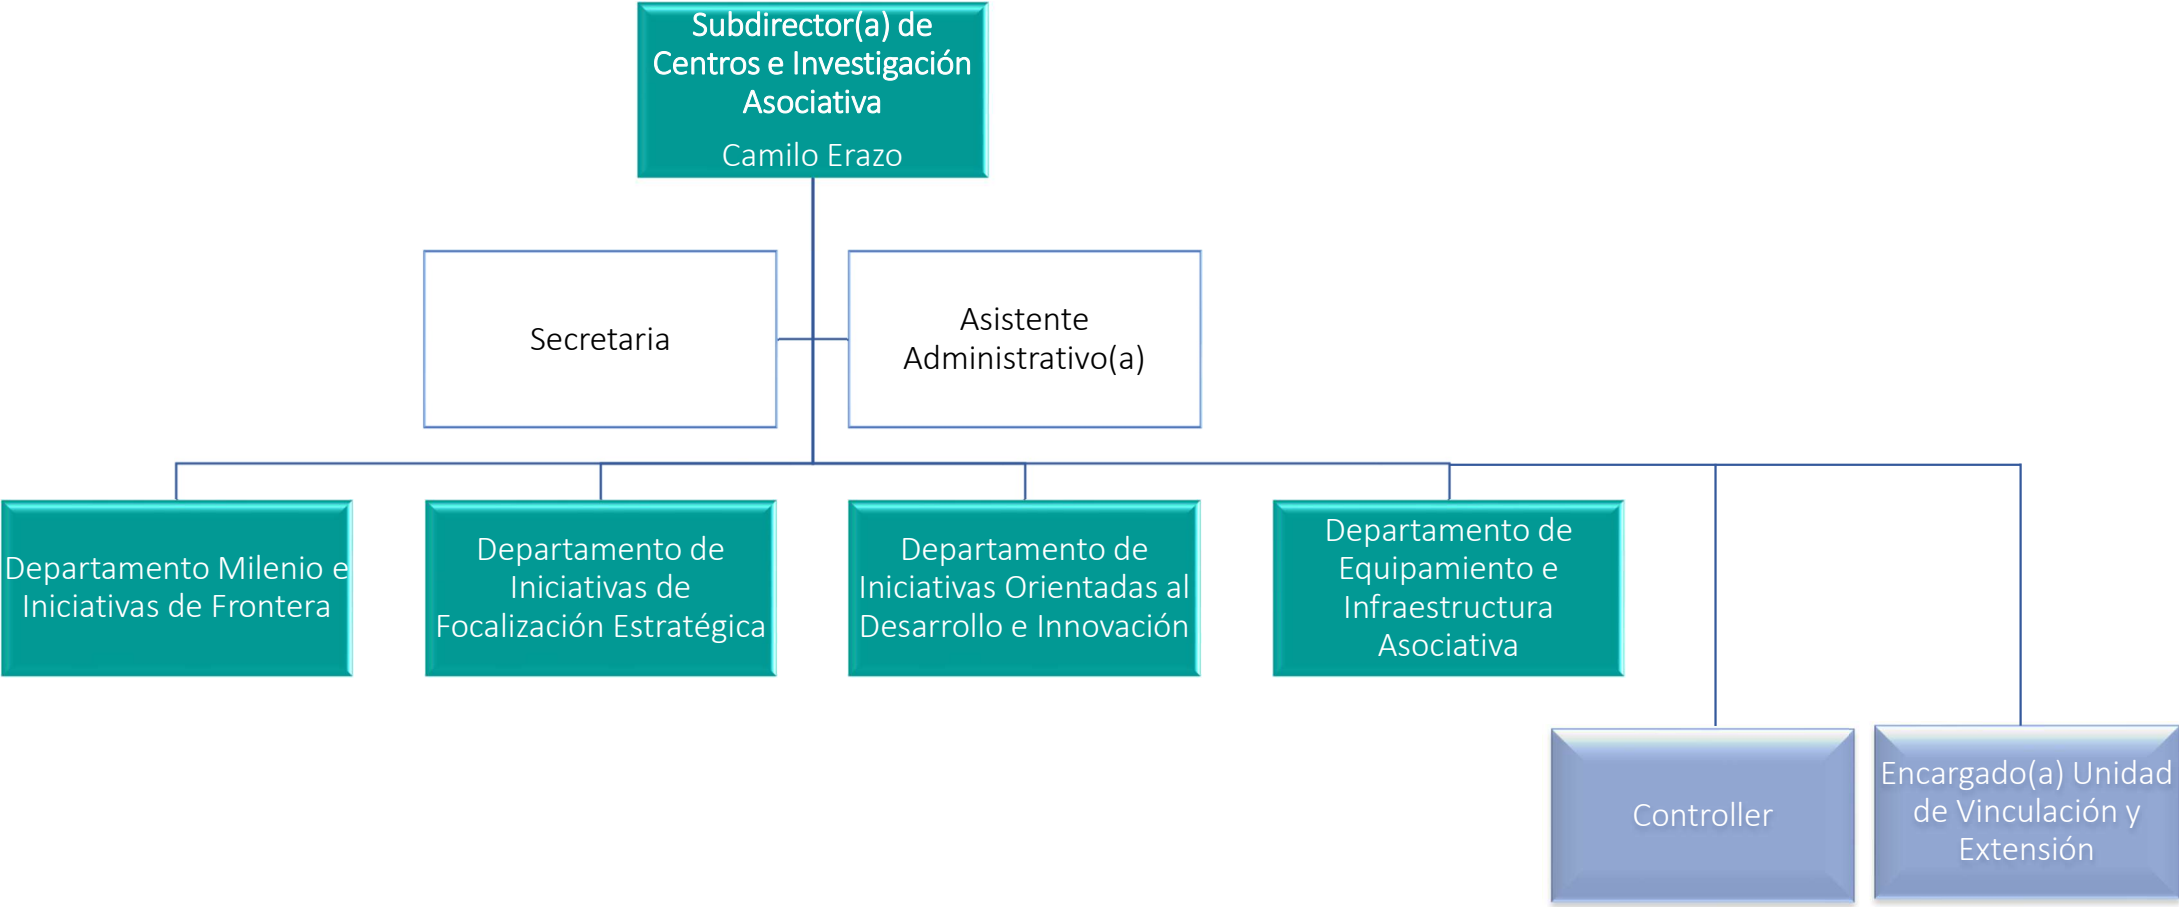 Subdirector(a) de
Centros e Investigación
Asociativa
Camilo Erazo
Secretaria
Asistente
Administrativo(a)
Departamento Milenio e
Iniciativas de Frontera
Departamento de
Iniciativas de
Focalización Estratégica
Departamento de
Iniciativas Orientadas al
Desarrollo e Innovación
Departamento de
Equipamiento e
Infraestructura
Asociativa
Controller
Encargado(a) Unidad
de Vinculación y
Extensión